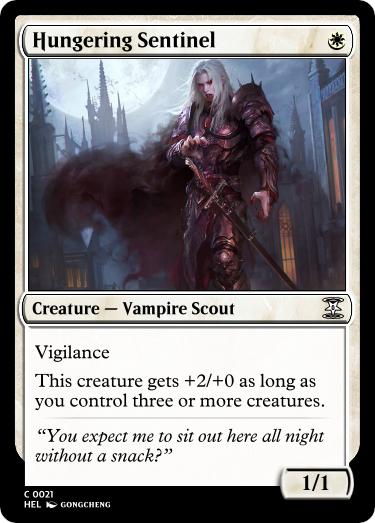 Hungering Sentinel
Creature — Vampire Scout
Vigilance
This creature gets +2/+0 as long as
you control three or more creatures.
“You expect me to sit out here all night
without a snack?”
1/1
C 0021
HEL GONGCHENG